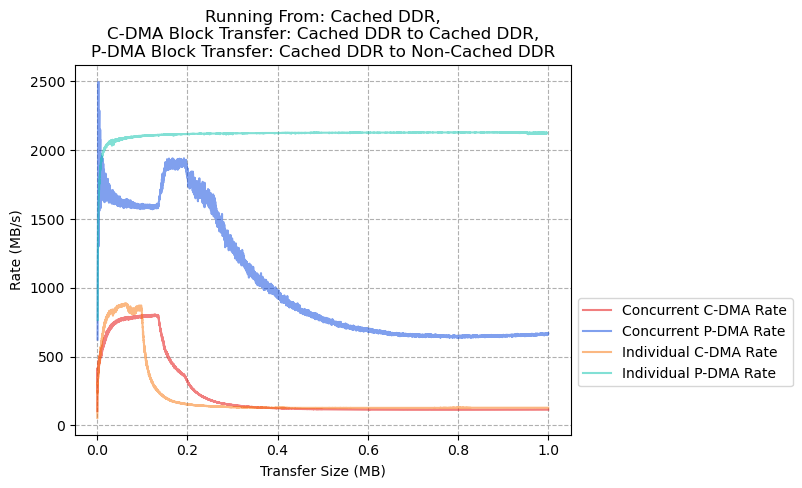 Running From: Cached DDR,
C-DMA Block Transfer: Cached DDR to Cached DDR,
P-DMA Block Transfer: Cached DDR to Non-Cached DDR
2500
2000
1500
1000
500
0
Rate (MB/s)
0.0 0.2 0.4 0.6 0.8 1.0
Transfer Size (MB)
Concurrent C-DMA Rate
Concurrent P-DMA Rate
Individual C-DMA Rate
Individual P-DMA Rate